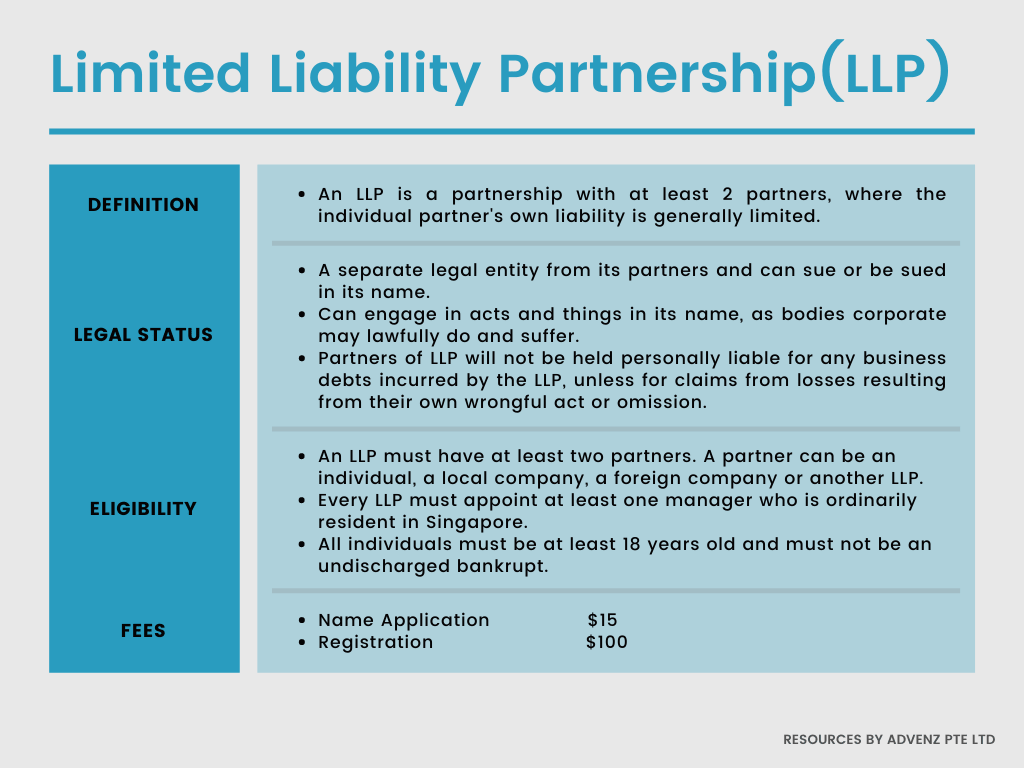 Limited Liability Partnership(LLP)
DEFINITION
• An LLP is a partnership with at least 2 partners, where the
individual partner's own liability is generally limited.
LEGAL STATUS
• A separate legal entity from its partners and can sue or be sued
in its name.
• Can engage in acts and things in its name, as bodies corporate
may lawfully do and suffer.
• Partners of LLP will not be held personally liable for any business
debts incurred by the LLP, unless for claims from losses resulting
from their own wrongful act or omission.
ELIGIBILITY
• An LLP must have at least two partners. A partner can be an
individual, a local company, a foreign company or another LLP.
• Every LLP must appoint at least one manager who is ordinarily
resident in Singapore.
• All individuals must be at least 18 years old and must not be an
undischarged bankrupt.
FEES
• Name Application $15
• Registration $100
RESOURCES BY ADVENZ PTE LTD